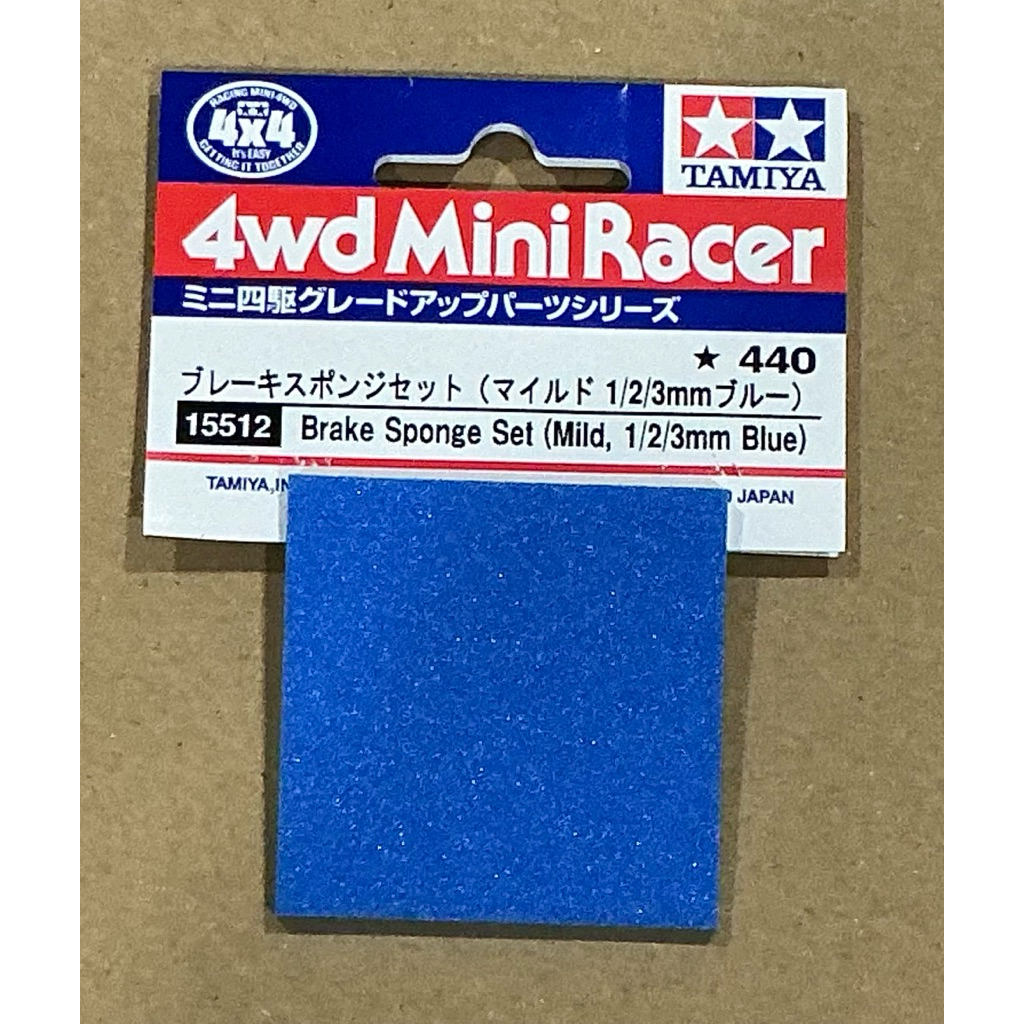 RACING MINI 4WD
4x4
It's EASY
GETTING IT TOGETHER
TAMIYA
4wd Mini Racer
ミニ四駆グレードアップパーツシリーズ
★ 440
ブレーキスポンジセット（マイルド 1/2/3mmブルー）
15512 Brake Sponge Set (Mild, 1/2/3mm Blue)
TAMIYA, JAPAN